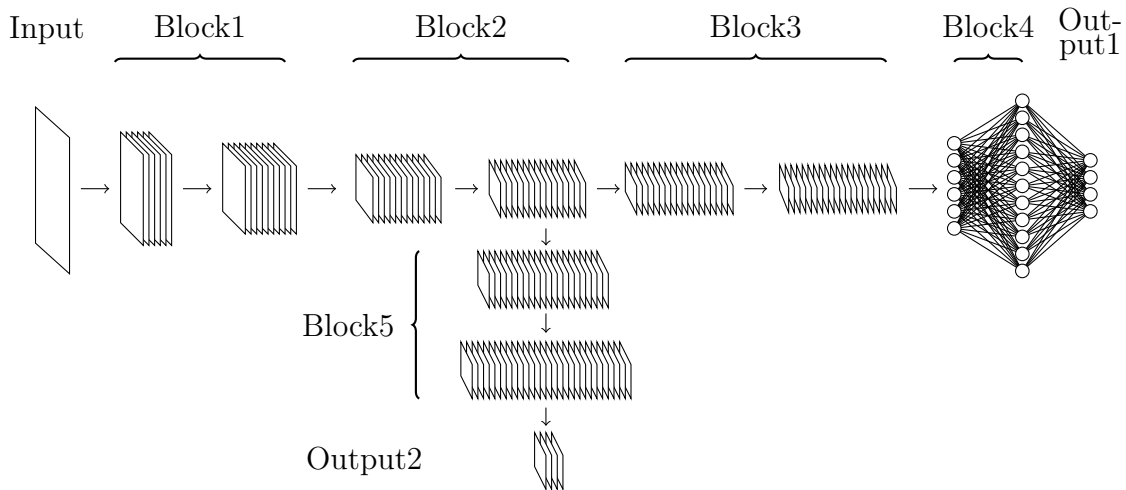 Input
Block1
Block2
Block3
Block4
Out-
put1
Block5
Output2